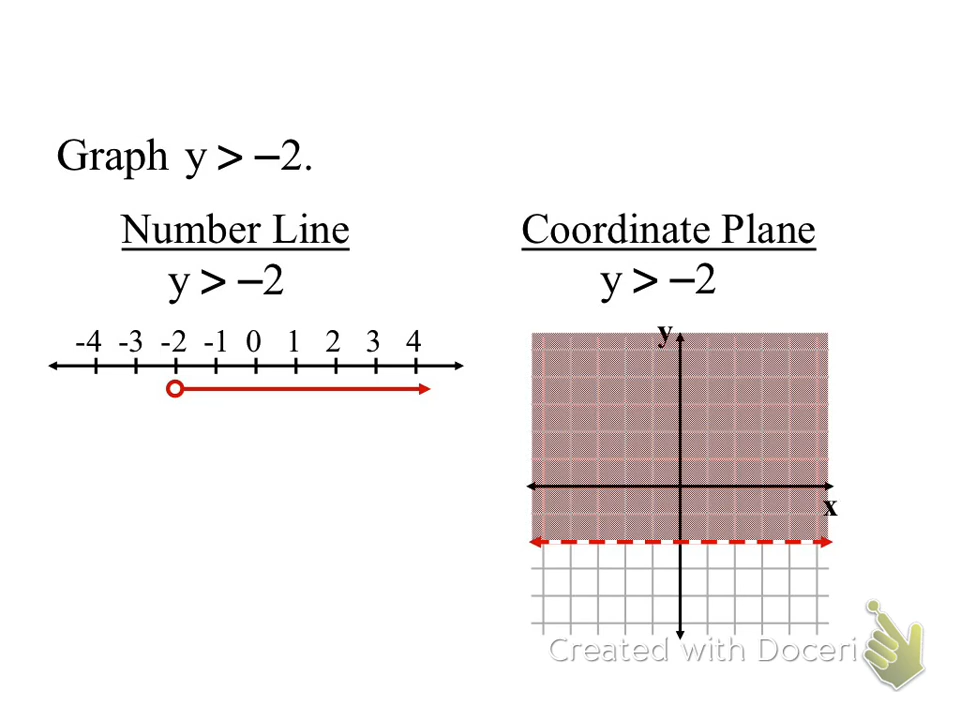 Graph y > −2.
Number Line
y > −2
-4 -3 -2 -1 0 1 2 3 4
Coordinate Plane
y > −2
y
x
Created with Doceri